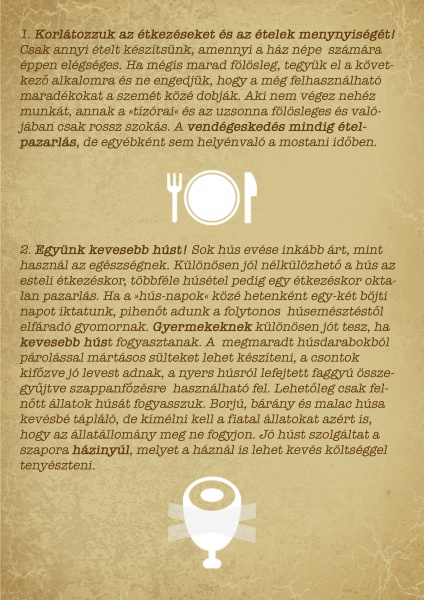 1. Korlátozzuk az étkezéseket és az ételek menynyiségét!
Csak annyi ételt készítsünk, amennyi a ház népe számára
éppen elégséges. Ha mégis marad fölösleg, tegyük el a követ-
kező alkalomra és ne engedjük, hogy a még felhasználható
maradékokat a szemét közé dobják. Aki nem végez nehéz
munkát, annak a »tízórai« és az uzsonna fölösleges és való-
jában csak rossz szokás. A vendégeskedés mindig étel-
pazarlás, de egyébként sem helyénvaló a mostani időben.
2. Együnk kevesebb húst! Sok hús evése inkább árt, mint
használ az egészségnek. Különösen jól nélkülözhető a hús az
esteli étkezéskor, többféle húsétel pedig egy étkezéskor okta-
lan pazarlás. Ha a »hús-napok« közé hetenként egy-két böjti
napot iktatunk, pihenőt adunk a folytonos húsemésztéstől
elfáradó gyomornak. Gyermekeknek különösen jót tesz, ha
kevesebb húst fogyasztanak. A megmaradt húsdarabokból
párolással mártásos sülteket lehet készíteni, a csontok
kifőzve jó levest adnak, a nyers húsról lefejtett faggyú össze-
gyűjtve szappanfőzésre használható fel. Lehetőleg csak fel-
nőtt állatok húsát fogyasszuk. Borjú, bárány és malac húsa
kevésbé tápláló, de kímélni kell a fiatal állatokat azért is,
hogy az állatállomány meg ne fogyjon. Jó húst szolgáltat a
szapora házinyúl, melyet a háznál is lehet kevés költséggel
tenyészteni.